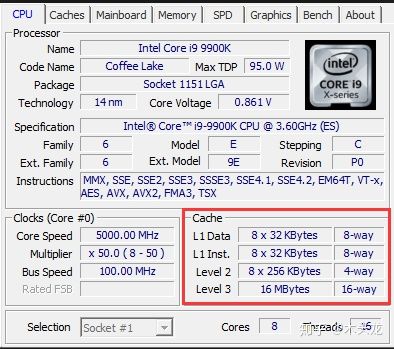 CPU Caches Mainboard Memory SPD Graphics Bench About
Processor
Name Intel Core i9 9900K
Code Name Coffee Lake Max TDP 95.0 W
Package Socket 1151 LGA
Technology 14 nm Core Voltage 0.861 V
intel
CORE i9
X-series
Specification Intel® Core™ i9-9900K CPU @ 3.60GHz (ES)
Family 6 Model E Stepping C
Ext. Family 6 Ext. Model 9E Revision P0
Instructions MMX, SSE, SSE2, SSE3, SSSE3, SSE4.1, SSE4.2, EM64T, VT-x,
AES, AVX, AVX2, FMA3, TSX
Clocks (Core #0)
Core Speed 5000.00 MHz
Multiplier x 50.0 ( 8 - 50 )
Bus Speed 100.00 MHz
Rated FSB
Cache
L1 Data 8 x 32 KBytes 8-way
L1 Inst. 8 x 32 KBytes 8-way
Level 2 8 x 256 KBytes 4-way
Level 3 16 MBytes 16-way
Selection Socket #1 Cores 8 Threads 16